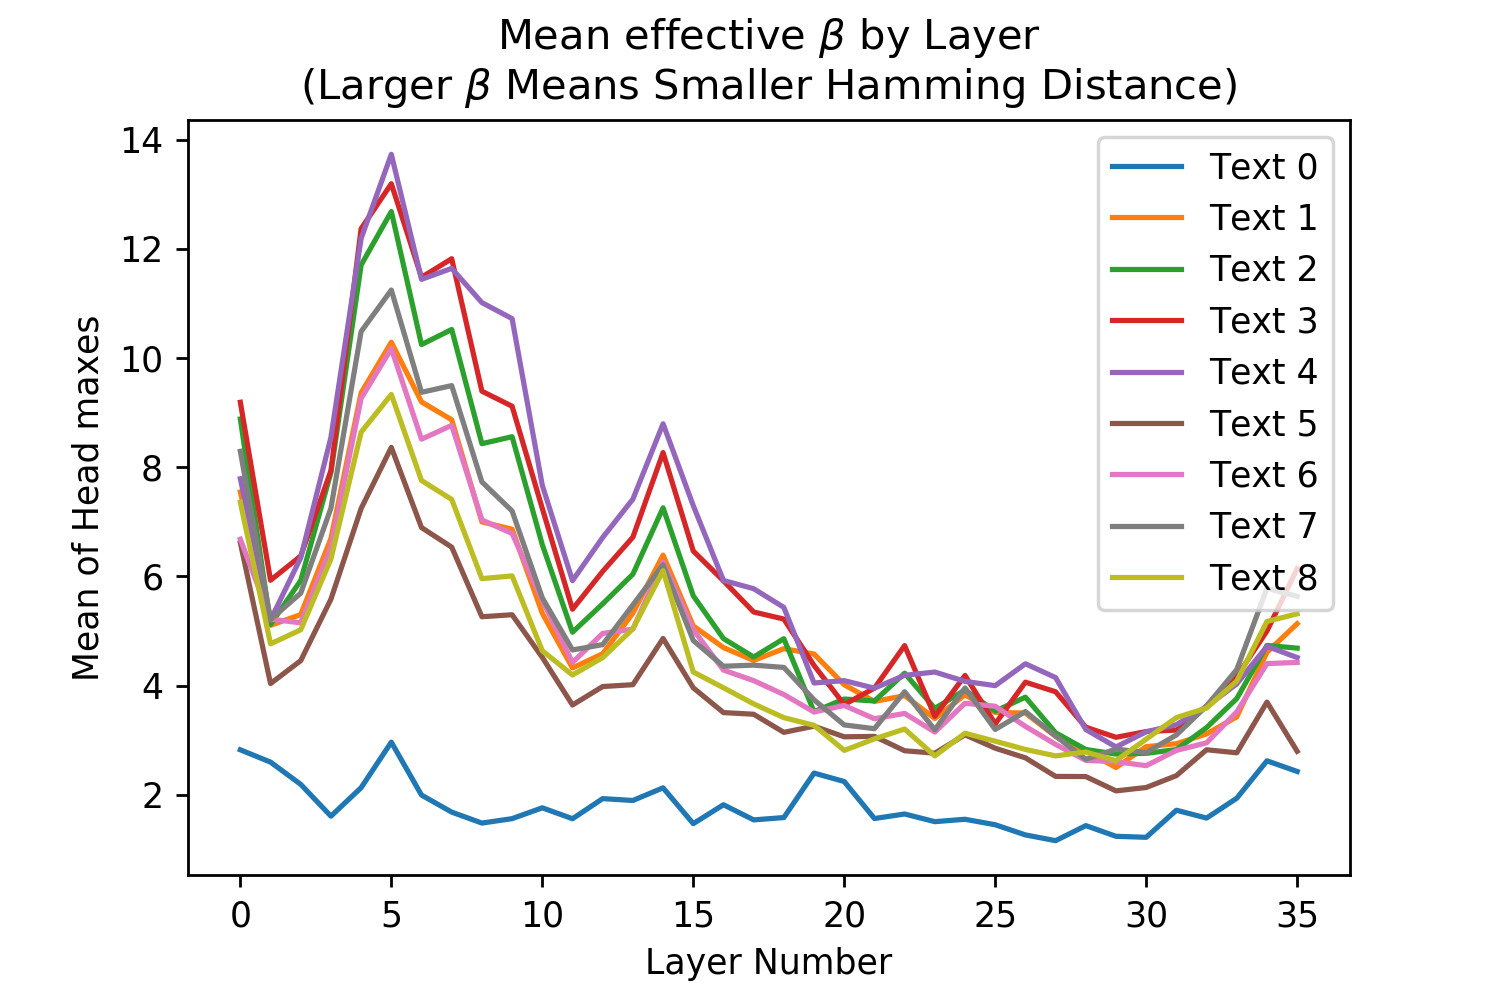 Mean effective β by Layer
(Larger β Means Smaller Hamming Distance)
14
12
10
8
6
4
2
Mean of Head maxes
Text 0
Text 1
Text 2
Text 3
Text 4
Text 5
Text 6
Text 7
Text 8
0
5
10
15
20
25
30
35
Layer Number